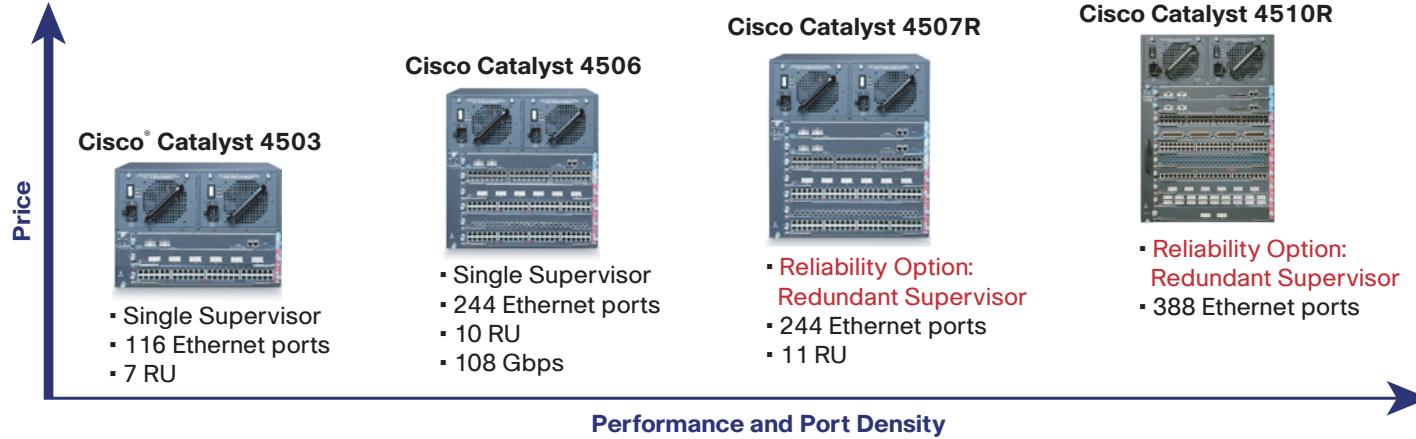 Cisco Catalyst 4510R
Cisco Catalyst 4507R
Cisco Catalyst 4506
Cisco® Catalyst 4503
Price
▪ Single Supervisor
▪ 116 Ethernet ports
▪ 7 RU
▪ Single Supervisor
▪ 244 Ethernet ports
▪ 10 RU
▪ 108 Gbps
▪ Reliability Option:
Redundant Supervisor
▪ 244 Ethernet ports
▪ 11 RU
▪ Reliability Option:
Redundant Supervisor
▪ 388 Ethernet ports
Performance and Port Density